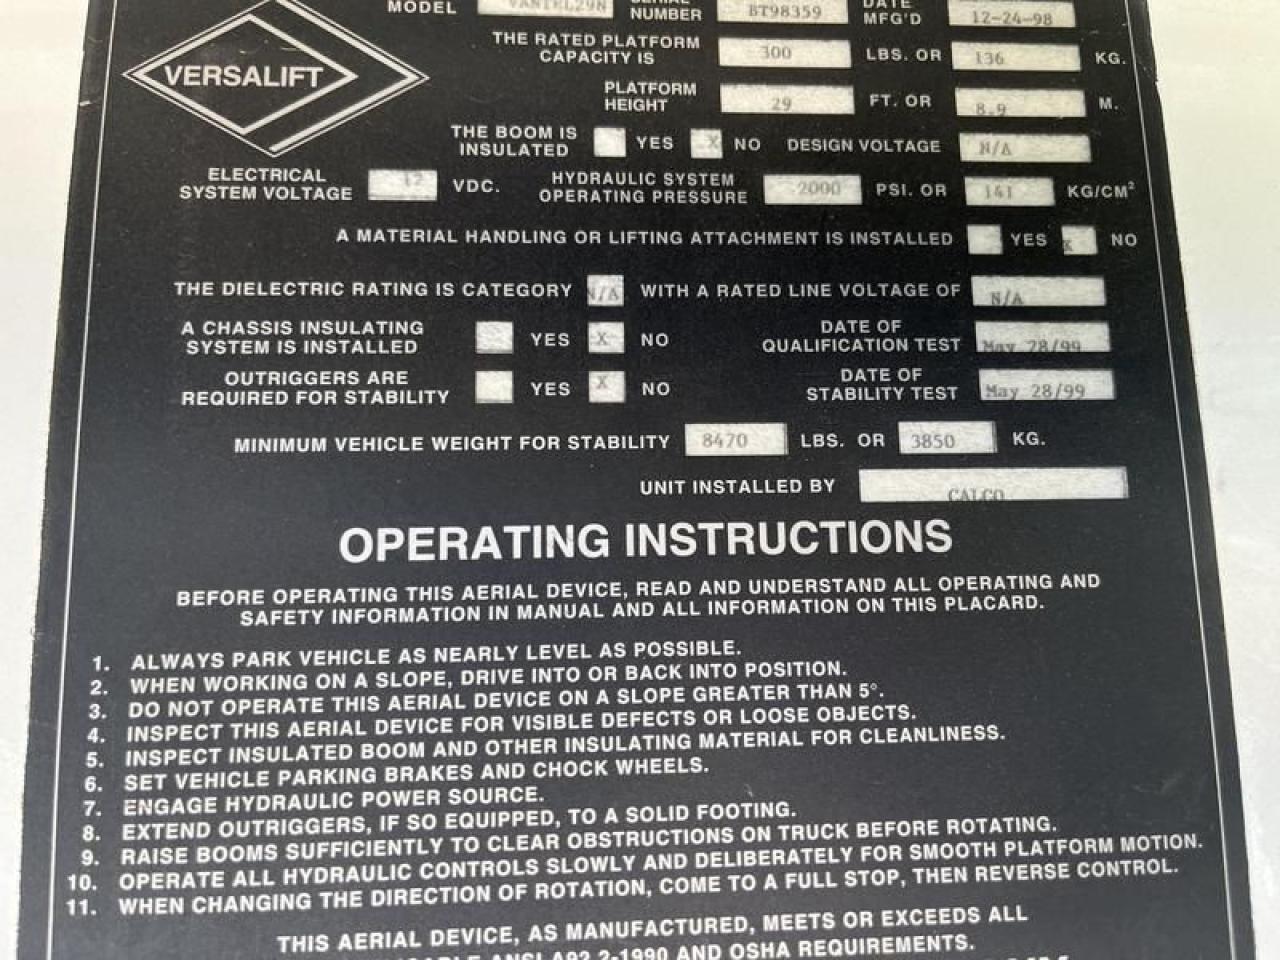 MODEL VANTEL29N SERIAL NUMBER BT98359 DATE MFG'D 12-24-98
VERSALIFT
THE RATED PLATFORM CAPACITY IS 300 LBS. OR 136 KG.
PLATFORM HEIGHT 29 FT. OR 8.9 M.
THE BOOM IS INSULATED YES X NO DESIGN VOLTAGE N/A
ELECTRICAL SYSTEM VOLTAGE 12 VDC. HYDRAULIC SYSTEM OPERATING PRESSURE 2000 PSI. OR 141 KG/CM²
A MATERIAL HANDLING OR LIFTING ATTACHMENT IS INSTALLED YES X NO
THE DIELECTRIC RATING IS CATEGORY N/A WITH A RATED LINE VOLTAGE OF N/A
A CHASSIS INSULATING SYSTEM IS INSTALLED YES X NO DATE OF QUALIFICATION TEST May 28/99
OUTRIGGERS ARE REQUIRED FOR STABILITY YES X NO DATE OF STABILITY TEST May 28/99
MINIMUM VEHICLE WEIGHT FOR STABILITY 8470 LBS. OR 3850 KG.
UNIT INSTALLED BY CALCO
OPERATING INSTRUCTIONS
BEFORE OPERATING THIS AERIAL DEVICE, READ AND UNDERSTAND ALL OPERATING AND
SAFETY INFORMATION IN MANUAL AND ALL INFORMATION ON THIS PLACARD.
1. ALWAYS PARK VEHICLE AS NEARLY LEVEL AS POSSIBLE.
2. WHEN WORKING ON A SLOPE, DRIVE INTO OR BACK INTO POSITION.
3. DO NOT OPERATE THIS AERIAL DEVICE ON A SLOPE GREATER THAN 5°.
4. INSPECT THIS AERIAL DEVICE FOR VISIBLE DEFECTS OR LOOSE OBJECTS.
5. INSPECT INSULATED BOOM AND OTHER INSULATING MATERIAL FOR CLEANLINESS.
6. SET VEHICLE PARKING BRAKES AND CHOCK WHEELS.
7. ENGAGE HYDRAULIC POWER SOURCE.
8. EXTEND OUTRIGGERS, IF SO EQUIPPED, TO A SOLID FOOTING.
9. RAISE BOOMS SUFFICIENTLY TO CLEAR OBSTRUCTIONS ON TRUCK BEFORE ROTATING.
10. OPERATE ALL HYDRAULIC CONTROLS SLOWLY AND DELIBERATELY FOR SMOOTH PLATFORM MOTION.
11. WHEN CHANGING THE DIRECTION OF ROTATION, COME TO A FULL STOP, THEN REVERSE CONTROL.
THIS AERIAL DEVICE, AS MANUFACTURED, MEETS OR EXCEEDS ALL
ANSI A92.2-1990 AND OSHA REQUIREMENTS.